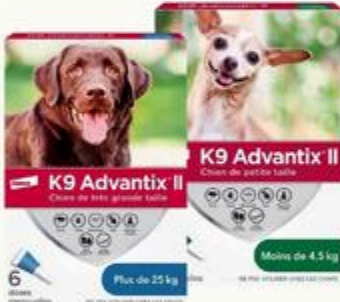 K9 Advantix II
Chien de très grande taille
6
Plus de 25 kg
K9 Advantix II
Chien de petite taille
Moins de 4,5 kg